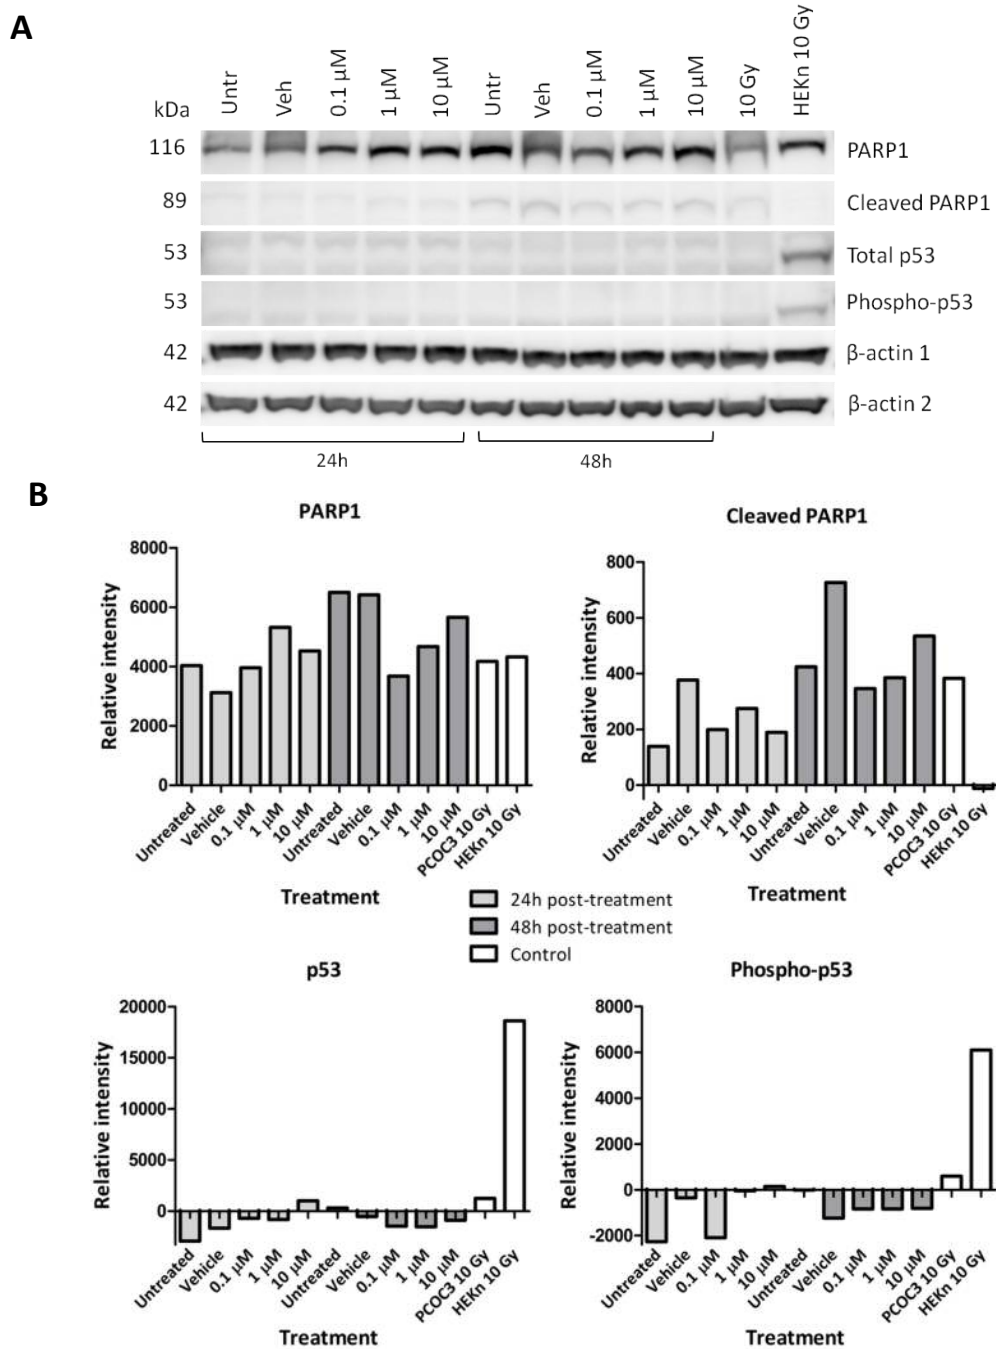 A
Untr Veh 0.1 µM 1 µM 10 µM Untr Veh 0.1 µM 1 µM 10 µM 10 Gy HEKn 10 Gy
kDa
116 PARP1
89 Cleaved PARP1
53 Total p53
53 Phospho-p53
42 β-actin 1
42 β-actin 2
24h 48h
B
PARP1
8000
6000
4000
2000
0
Relative intensity
Untreated Vehicle 0.1 µM 1 µM 10 µM Untreated Vehicle 0.1 µM 1 µM 10 µM PCOC3 10 Gy HEKn 10 Gy
Treatment
Cleaved PARP1
800
600
400
200
0
Relative intensity
Untreated Vehicle 0.1 µM 1 µM 10 µM Untreated Vehicle 0.1 µM 1 µM 10 µM PCOC3 10 Gy HEKn 10 Gy
Treatment
24h post-treatment
48h post-treatment
Control
p53
20000
15000
10000
5000
0
Relative intensity
Untreated Vehicle 0.1 µM 1 µM 10 µM Untreated Vehicle 0.1 µM 1 µM 10 µM PCOC3 10 Gy HEKn 10 Gy
Treatment
Phospho-p53
8000
6000
4000
2000
0
-2000
Relative intensity
Untreated Vehicle 0.1 µM 1 µM 10 µM Untreated Vehicle 0.1 µM 1 µM 10 µM PCOC3 10 Gy HEKn 10 Gy
Treatment